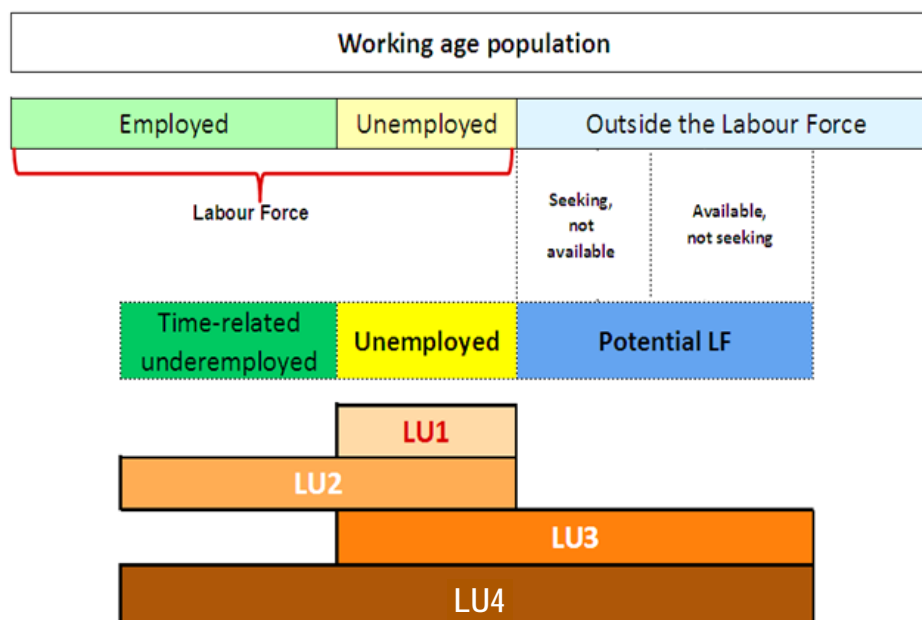 Working age population
Employed
Unemployed
Outside the Labour Force
Labour Force
Seeking,
not
available
Available,
not seeking
Time-related
underemployed
Unemployed
Potential LF
LU1
LU2
LU3
LU4